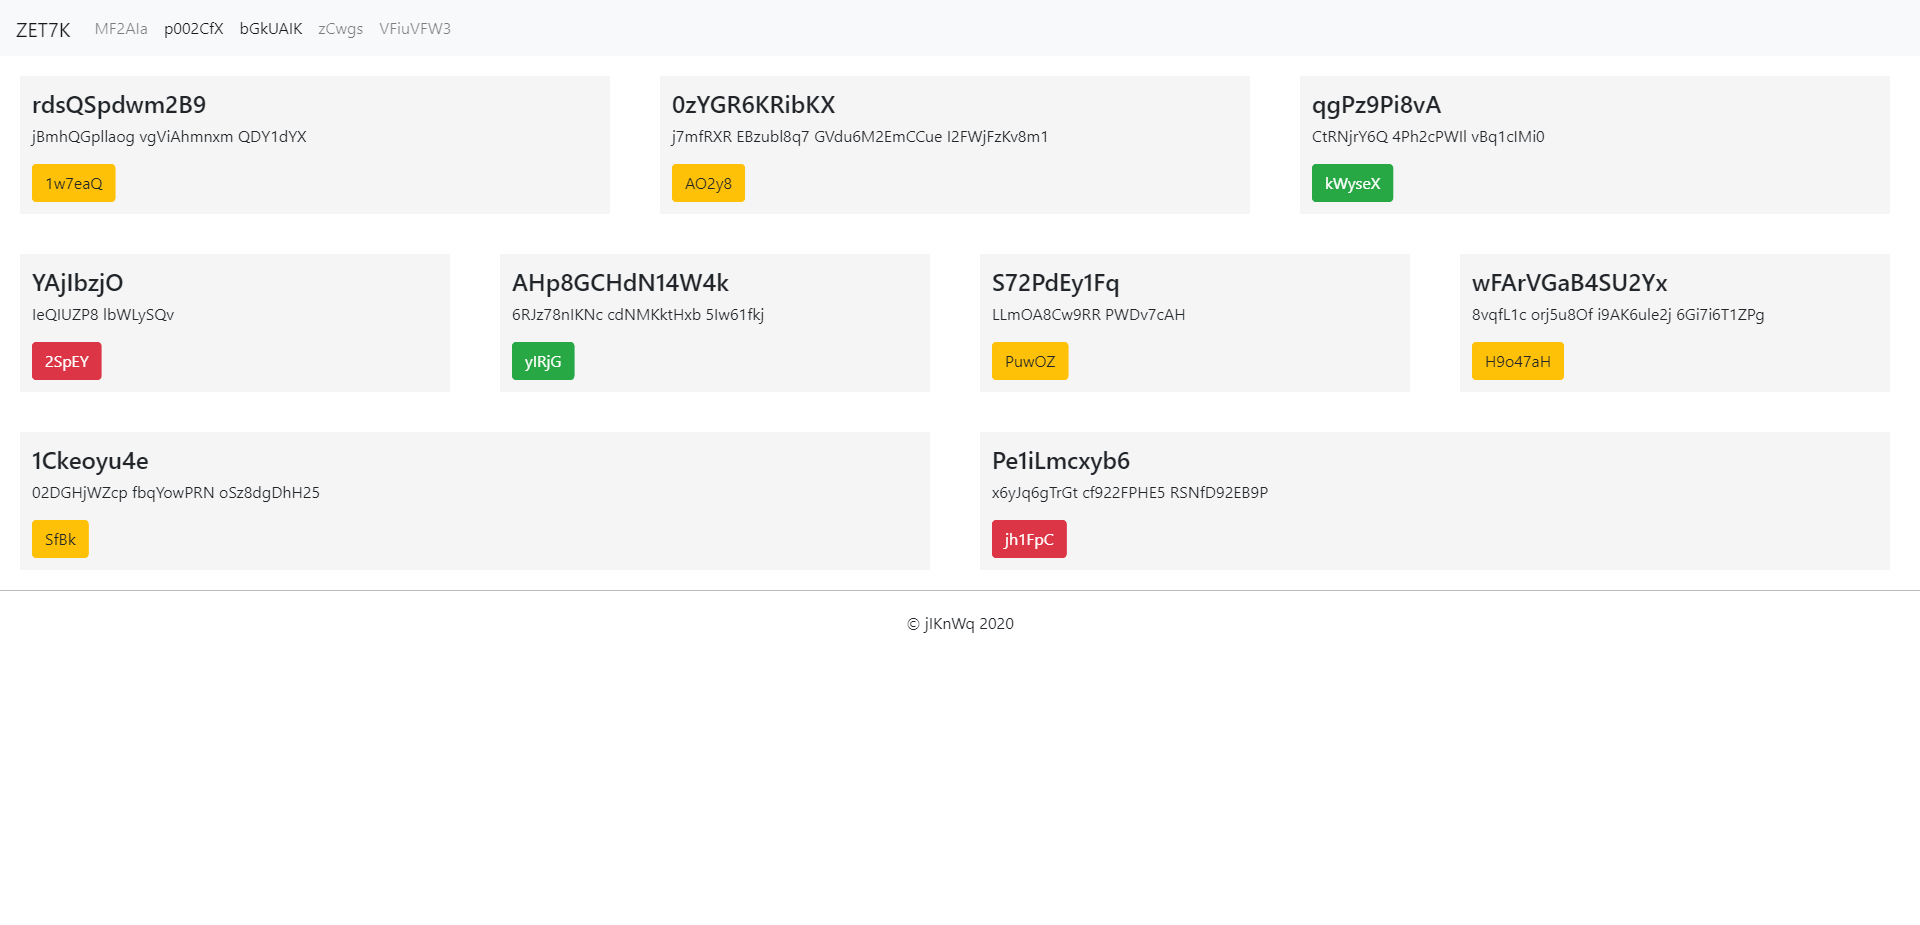 ZET7K MF2AIa p002CfX bGkUAIK zCwgs VFiuVFW3
rdsQSpdwm2B9
jBmhQGpllaog vgViAhmnxm QDY1dYX
1w7eaQ
0zYGR6KRibKX
j7mfRXR EBzubl8q7 GVdu6M2EmCCue I2FWjFzKv8m1
AO2y8
qgPz9Pi8vA
CtRNjrY6Q 4Ph2cPWIl vBq1cIMi0
kWyseX
YAjIbzjO
IeQIUZP8 lbWLySQv
2SpEY
AHp8GCHdN14W4k
6RJz78nIKNc cdNMKktHxb 5Iw61fkj
yIRjG
S72PdEy1Fq
LLmOA8Cw9RR PWDv7cAH
PuwOZ
wFArVGaB4SU2Yx
8vqfL1c orj5u8Of i9AK6ule2j 6Gi7i6T1ZPg
H9o47aH
1Ckeoyu4e
02DGHjWZcp fbqYowPRN oSz8dgDhH25
SfBk
Pe1iLmcxyb6
x6yJq6gTrGt cf922FPHE5 RSNfD92EB9P
jh1FpC
© jIKnWq 2020